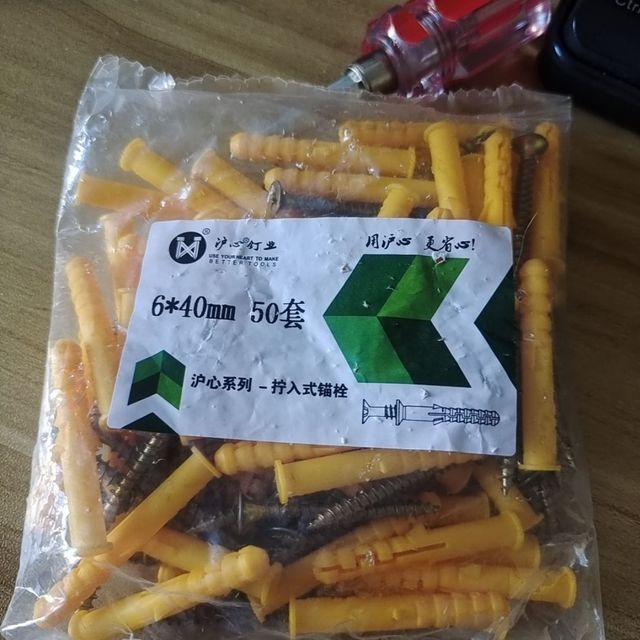 沪心®钉业
USE YOUR HEART TO MAKE
BETTER TOOLS
用沪心 更省心!
6*40mm 50套
沪心系列 - 拧入式锚栓